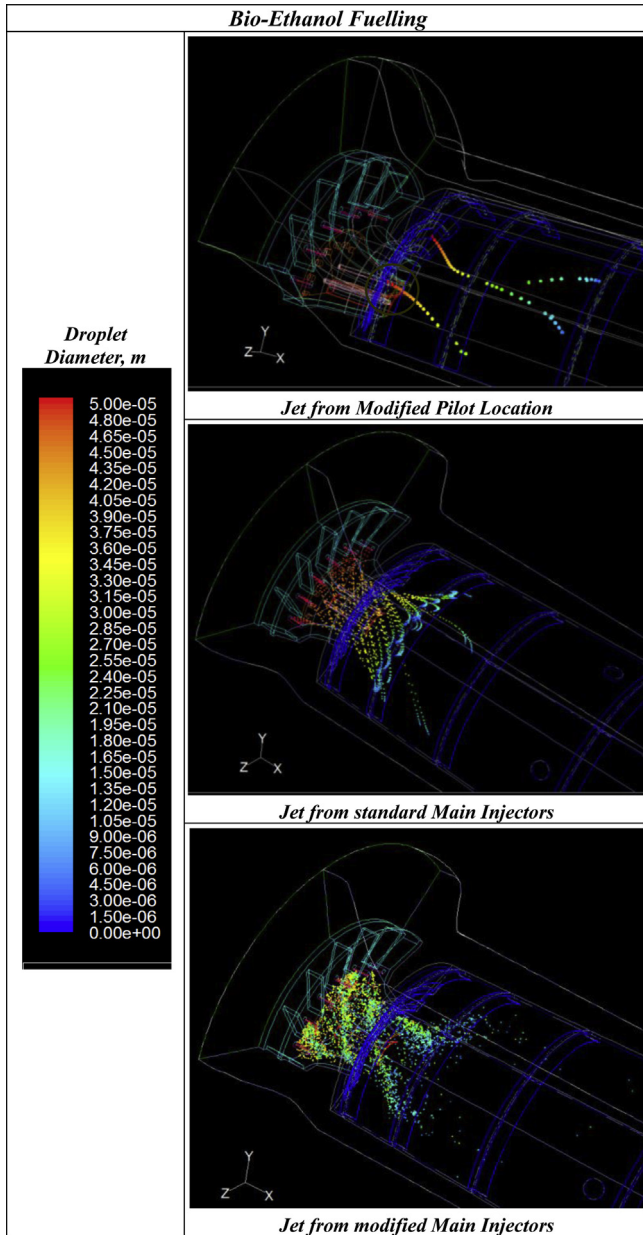 Bio-Ethanol Fuelling
Droplet
Diameter, m
5.00e-05
4.80e-05
4.65e-05
4.50e-05
4.35e-05
4.20e-05
4.05e-05
3.90e-05
3.75e-05
3.60e-05
3.45e-05
3.30e-05
3.15e-05
3.00e-05
2.85e-05
2.70e-05
2.55e-05
2.40e-05
2.25e-05
2.10e-05
1.95e-05
1.80e-05
1.65e-05
1.50e-05
1.35e-05
1.20e-05
1.05e-05
9.00e-06
7.50e-06
6.00e-06
4.50e-06
3.00e-06
1.50e-06
0.00e+00
Y
Z X
Jet from Modified Pilot Location
Y
Z X
Jet from standard Main Injectors
Y
Z X
Jet from modified Main Injectors